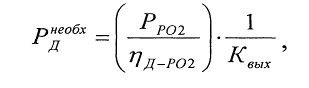 P_Д^необх = (P_PO2 / η_Д–PO2) · 1 / K_вых ,